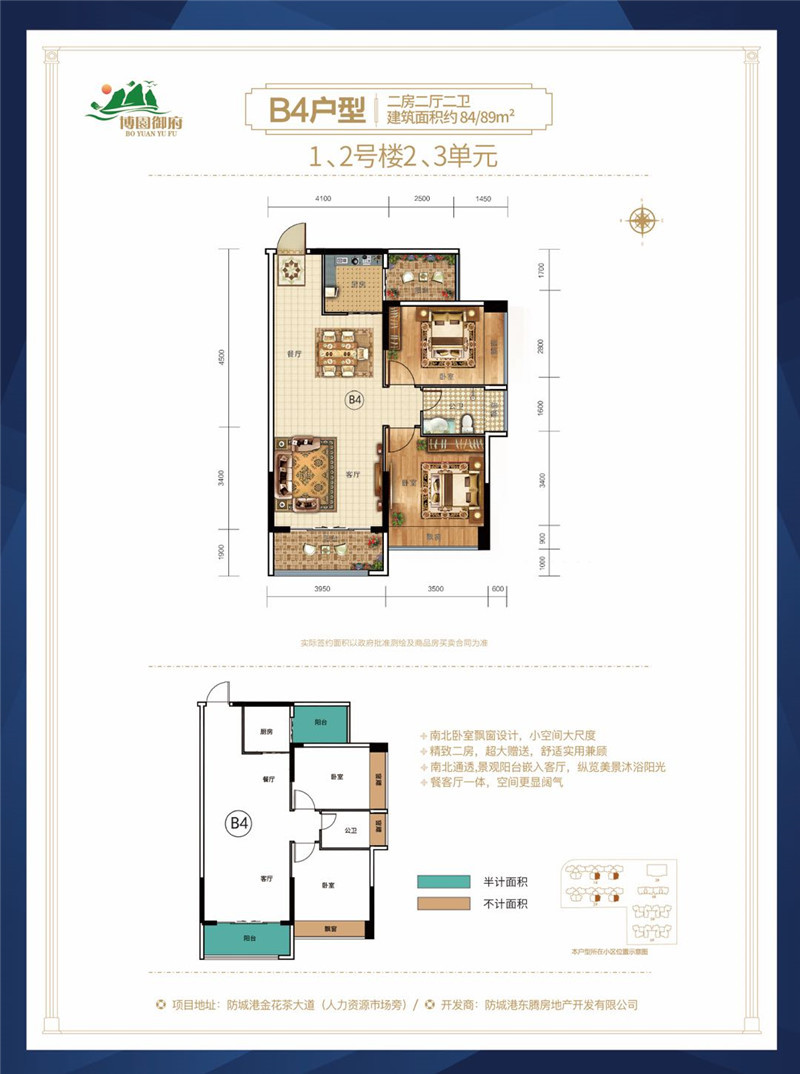 博园御府
BO YUAN YU FU
B4户型
二房二厅二卫
建筑面积约 84/89m²
1、2号楼2、3单元
4100 2500 1450
1700
2800
1600
3400
900
1000
4500
3400
1900
厨房
餐厅
卧室
B4
客厅
卧室
飘窗
3950 3500 600
实际签约面积以政府批准测绘及商品房买卖合同为准
阳台
厨房
餐厅
卧室
飘窗
B4
公卫
飘窗
客厅
卧室
飘窗
阳台
南北卧室飘窗设计，小空间大尺度
精致二房，超大赠送，舒适实用兼顾
南北通透,景观阳台嵌入客厅，纵览美景沐浴阳光
餐客厅一体，空间更显阔气
半计面积
不计面积
本户型所在小区位置示意图
项目地址：防城港金花茶大道（人力资源市场旁）/ 开发商：防城港东腾房地产开发有限公司